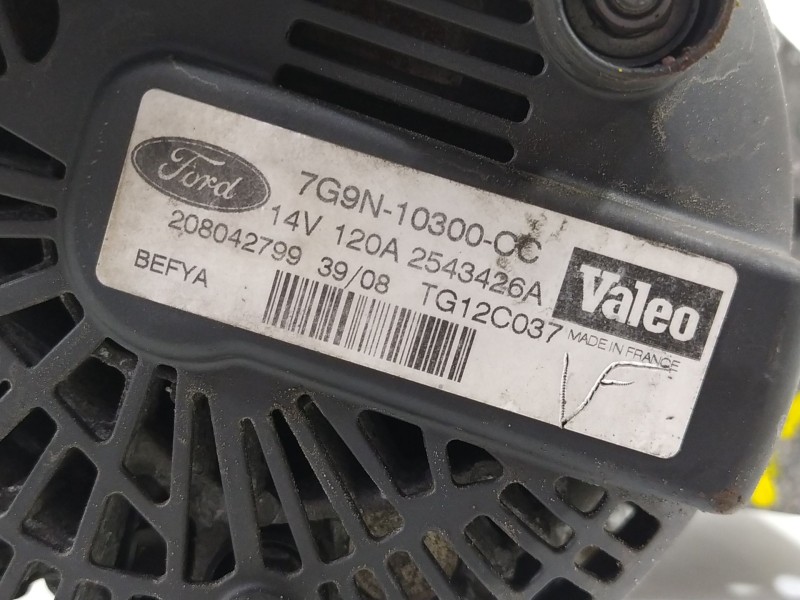 Ford
7G9N-10300-CC
14V 120A 2543426A
208042799 39/08 TG12C037
BEFYA
Valeo
MADE IN FRANCE
VF